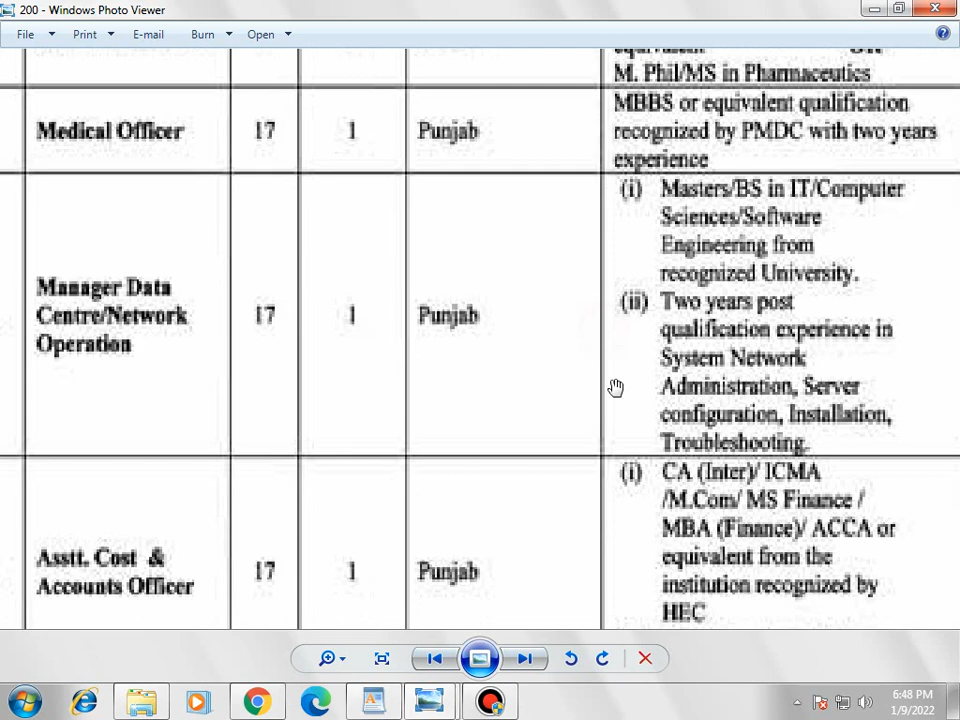 200 - Windows Photo Viewer
File Print E-mail Burn Open
equivalent OR
M. Phil/MS in Pharmaceutics
Medical Officer 17 1 Punjab
MBBS or equivalent qualification
recognized by PMDC with two years
experience
Manager Data
Centre/Network
Operation
17 1 Punjab
(i) Masters/BS in IT/Computer
Sciences/Software
Engineering from
recognized University.
(ii) Two years post
qualification experience in
System Network
Administration, Server
configuration, Installation,
Troubleshooting.
Asstt. Cost &
Accounts Officer
17 1 Punjab
(i) CA (Inter)/ ICMA
/M.Com/ MS Finance /
MBA (Finance)/ ACCA or
equivalent from the
institution recognized by
HEC
6:48 PM
1/9/2022